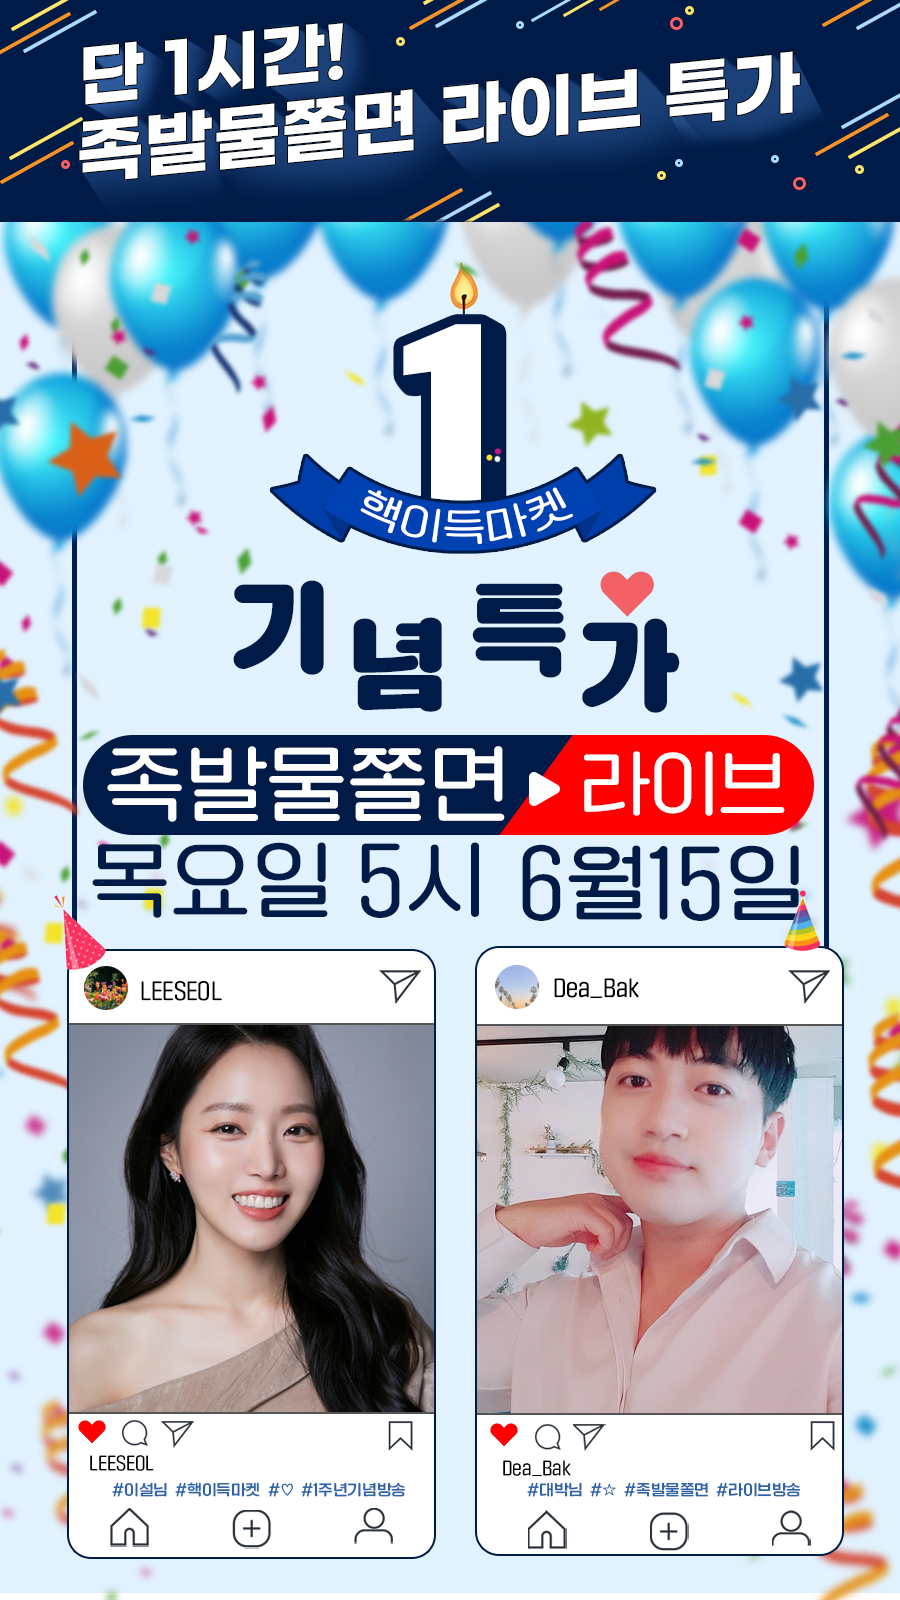 단 1시간!
족발물쫄면 라이브 특가
1
핵이득마켓
기념특가
족발물쫄면 라이브
목요일 5시 6월15일
LEESEOL
Dea_Bak
LEESEOL
#이설님 #핵이득마켓 #♡ #1주년기념방송
Dea_Bak
#대박님 #☆ #족발물쫄면 #라이브방송